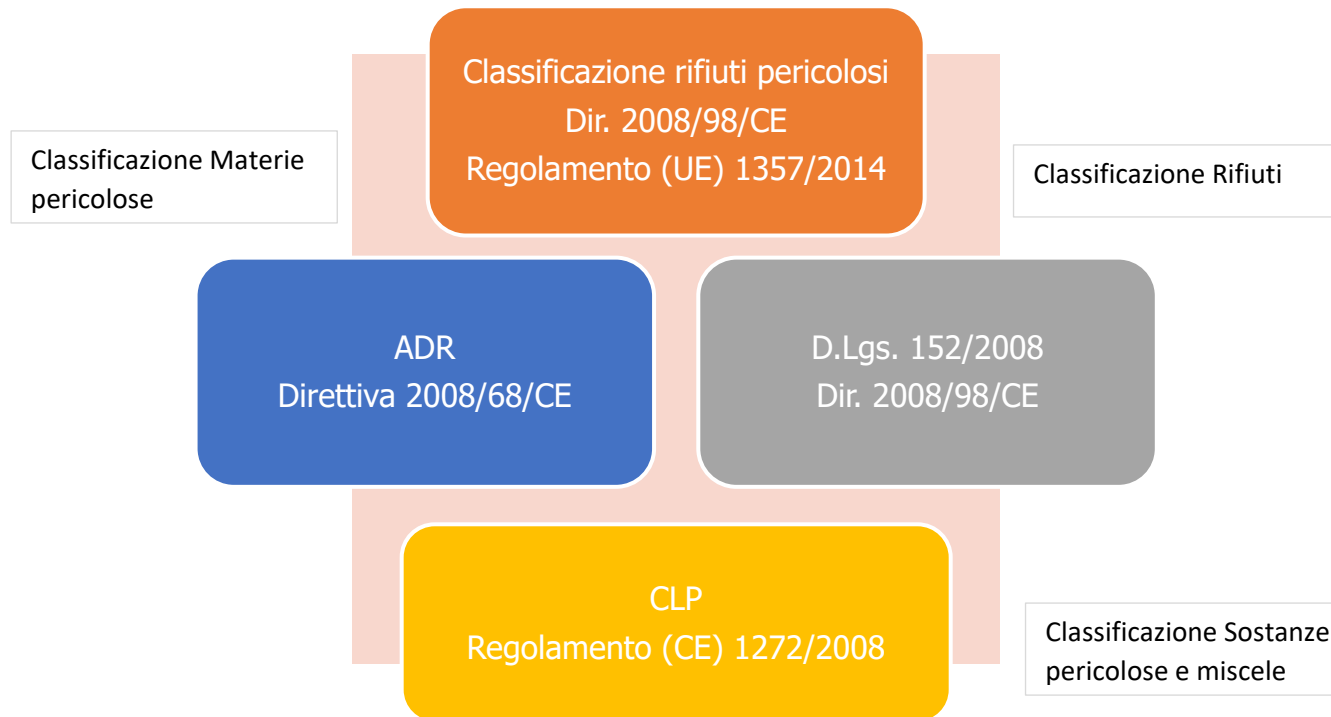 Classificazione rifiuti pericolosi
Dir. 2008/98/CE
Regolamento (UE) 1357/2014
Classificazione Materie
pericolose
Classificazione Rifiuti
ADR
Direttiva 2008/68/CE
D.Lgs. 152/2008
Dir. 2008/98/CE
CLP
Regolamento (CE) 1272/2008
Classificazione Sostanze
pericolose e miscele